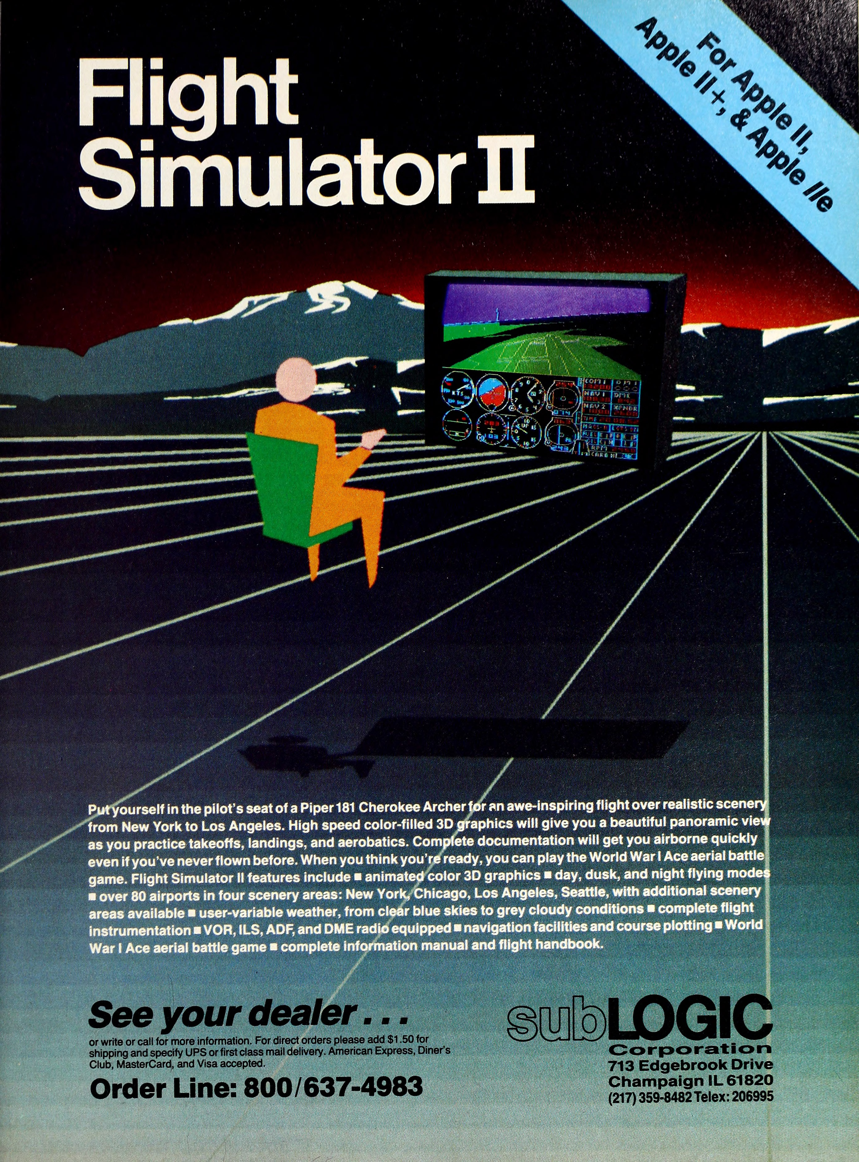 For Apple II,
Apple II+, & Apple //e
Flight
Simulator II
Put yourself in the pilot's seat of a Piper 181 Cherokee Archer for an awe-inspiring flight over realistic scenery
from New York to Los Angeles. High speed color-filled 3D graphics will give you a beautiful panoramic view
as you practice takeoffs, landings, and aerobatics. Complete documentation will get you airborne quickly
even if you've never flown before. When you think you're ready, you can play the World War I Ace aerial battle
game. Flight Simulator II features include ■ animated color 3D graphics ■ day, dusk, and night flying modes
■ over 80 airports in four scenery areas: New York, Chicago, Los Angeles, Seattle, with additional scenery
areas available ■ user-variable weather, from clear blue skies to grey cloudy conditions ■ complete flight
instrumentation ■ VOR, ILS, ADF, and DME radio equipped ■ navigation facilities and course plotting ■ World
War I Ace aerial battle game ■ complete information manual and flight handbook.
See your dealer . . .
or write or call for more information. For direct orders please add $1.50 for
shipping and specify UPS or first class mail delivery. American Express, Diner's
Club, MasterCard, and Visa accepted.
Order Line: 800/637-4983
subLOGIC
Corporation
713 Edgebrook Drive
Champaign IL 61820
(217) 359-8482 Telex: 206995